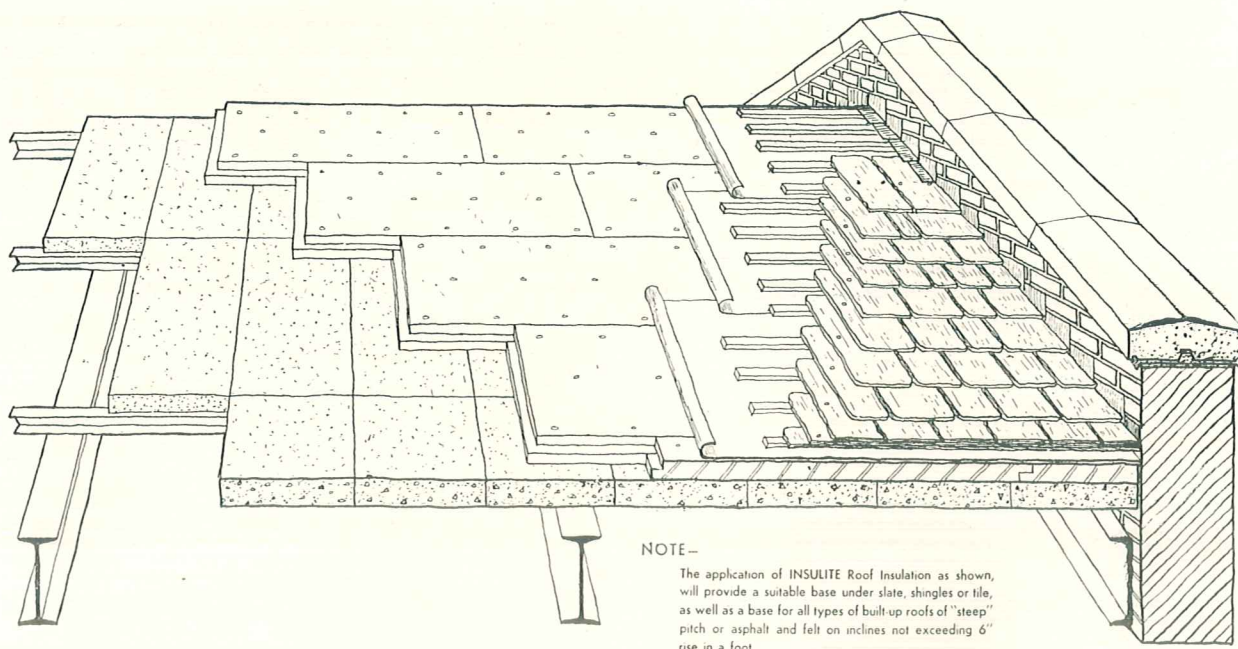 NOTE—
The application of INSULITE Roof Insulation as shown,
will provide a suitable base under slate, shingles or tile,
as well as a base for all types of built-up roofs of "steep"
pitch or asphalt and felt on inclines not exceeding 6"
rise in a foot